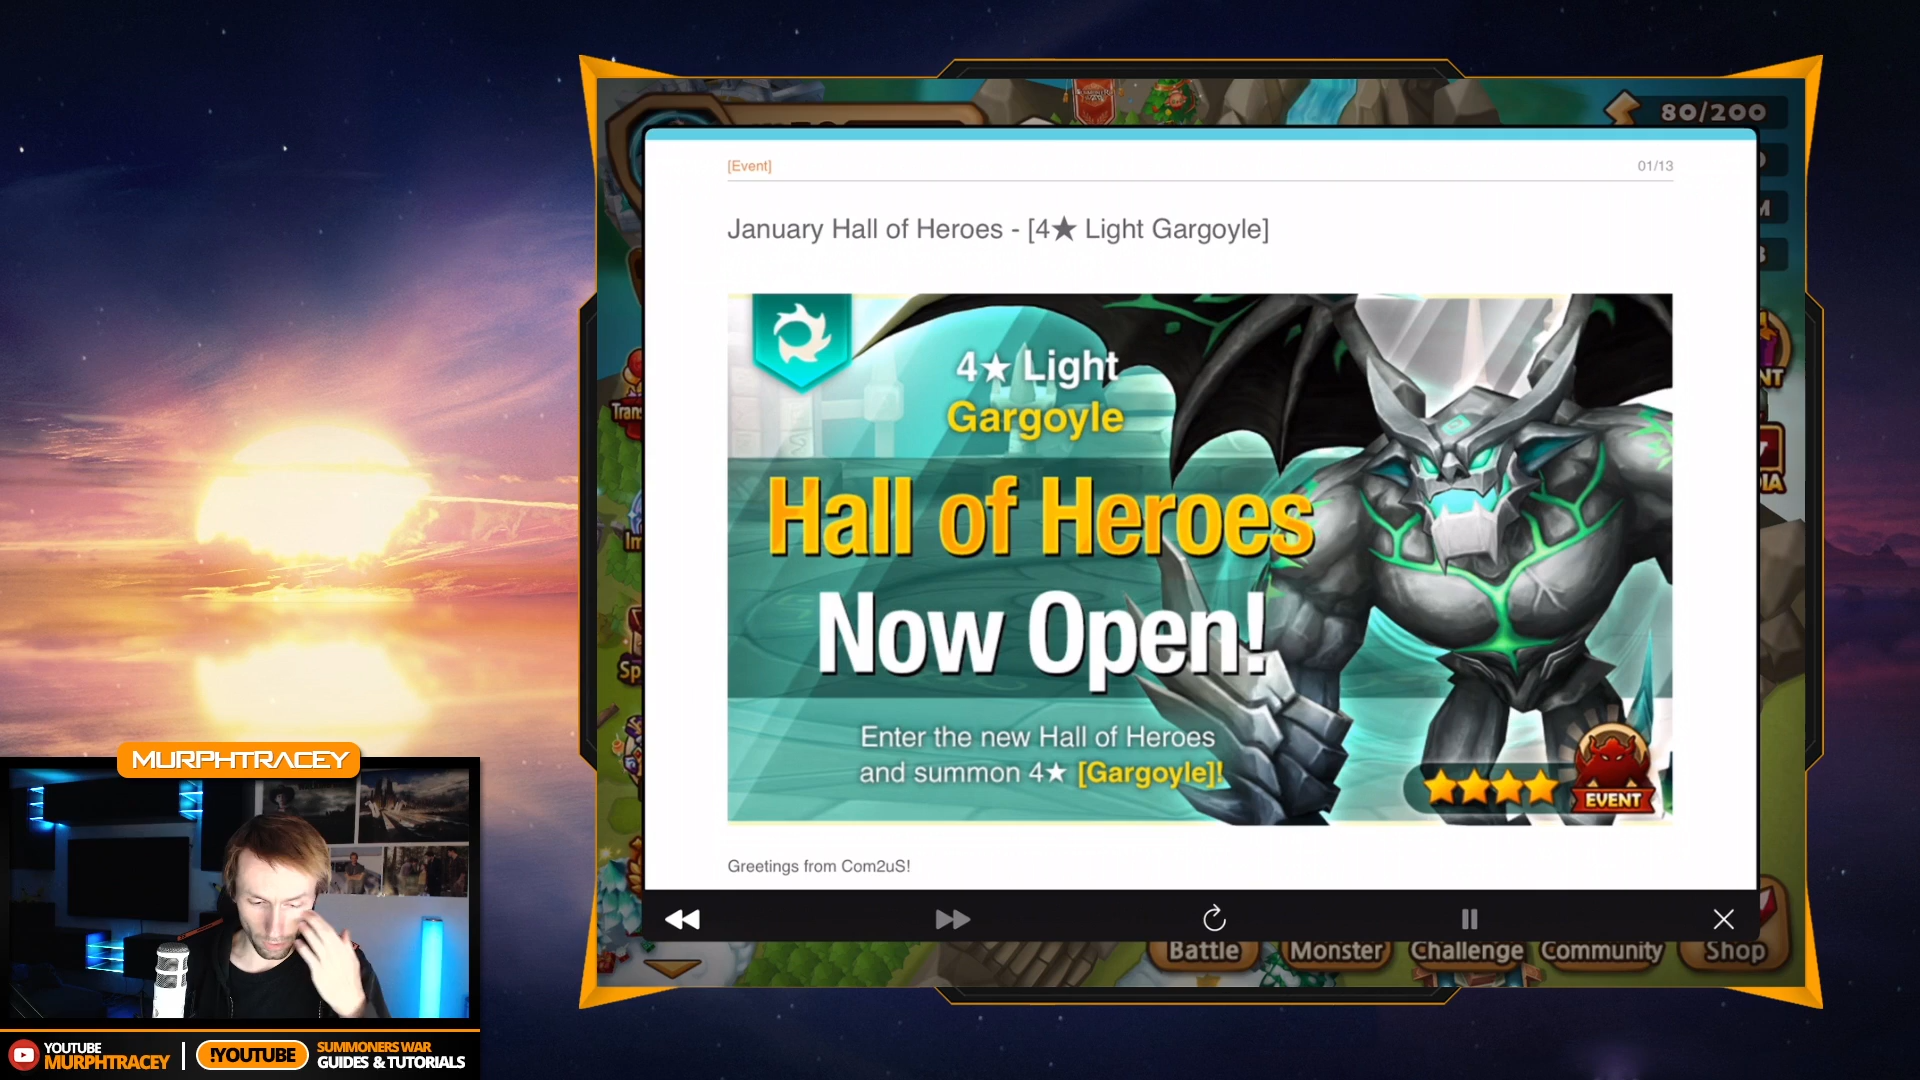 80/200
[Event]
01/13
January Hall of Heroes - [4★ Light Gargoyle]
4★ Light
Gargoyle
Hall of Heroes
Now Open!
Enter the new Hall of Heroes
and summon 4★ [Gargoyle]!
EVENT
Greetings from Com2uS!
Battle
Monster
Challenge
Community
Shop
MURPHTRACEY
YOUTUBE
MURPHTRACEY
!YOUTUBE
SUMMONERS WAR
GUIDES & TUTORIALS